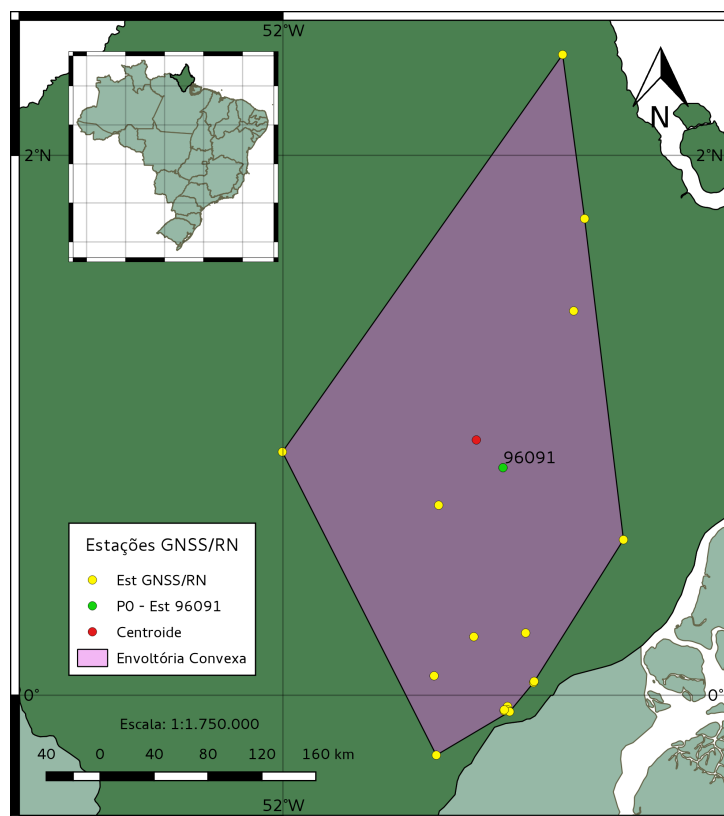 52°W
N
2°N
2°N
96091
Estações GNSS/RN
Est GNSS/RN
P0 - Est 96091
Centroide
Envoltória Convexa
0°
0°
Escala: 1:1.750.000
40 0 40 80 120 160 km
52°W